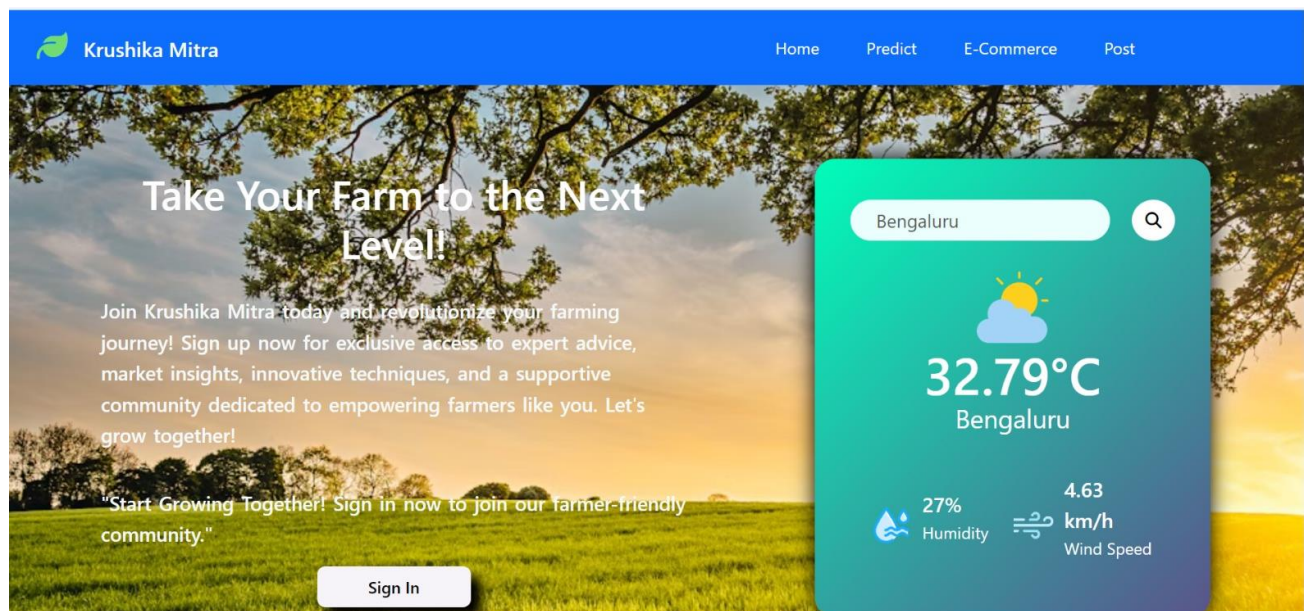 Krushika Mitra
Home Predict E-Commerce Post
Take Your Farm to the Next
Level!
Join Krushika Mitra today and revolutionize your farming
journey! Sign up now for exclusive access to expert advice,
market insights, innovative techniques, and a supportive
community dedicated to empowering farmers like you. Let's
grow together!
"Start Growing Together! Sign in now to join our farmer-friendly
community."
Sign In
Bengaluru
32.79°C
Bengaluru
27%
Humidity
4.63
km/h
Wind Speed